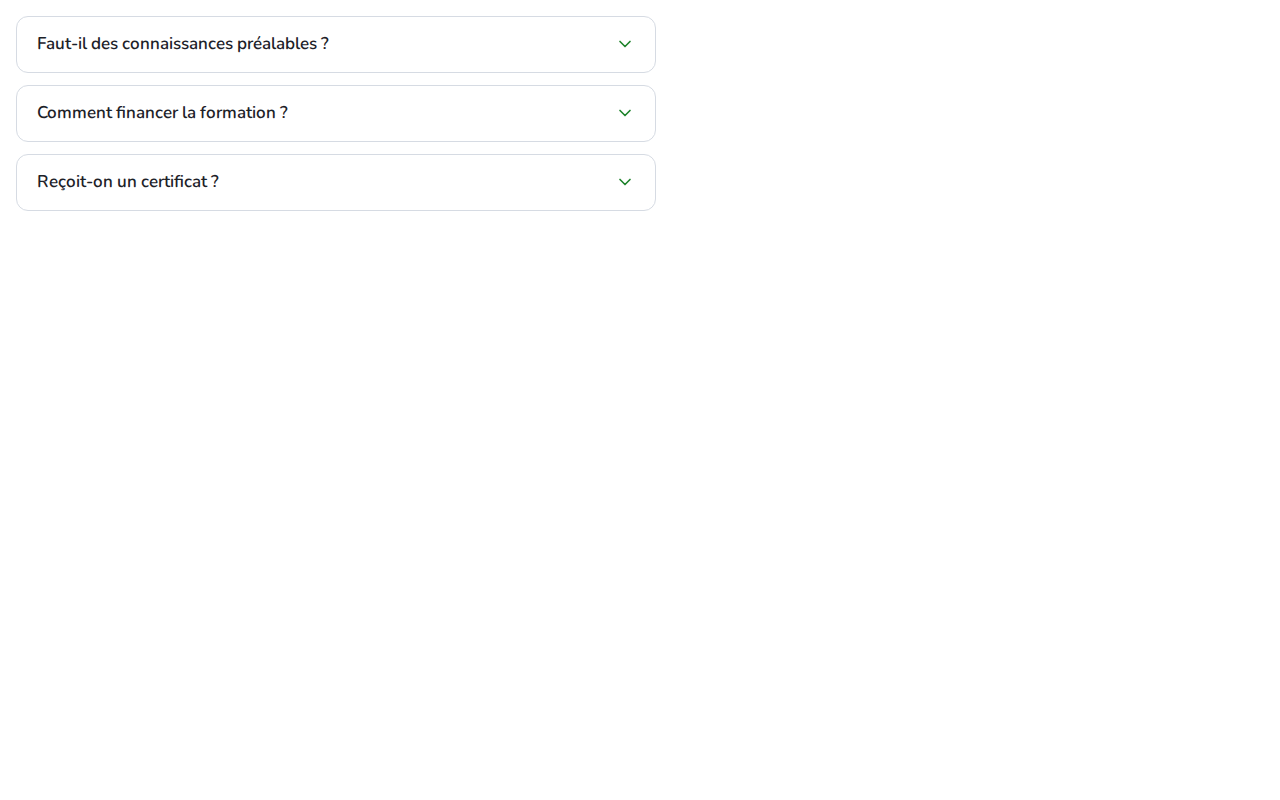 Faut-il des connaissances préalables ?
Comment financer la formation ?
Reçoit-on un certificat ?